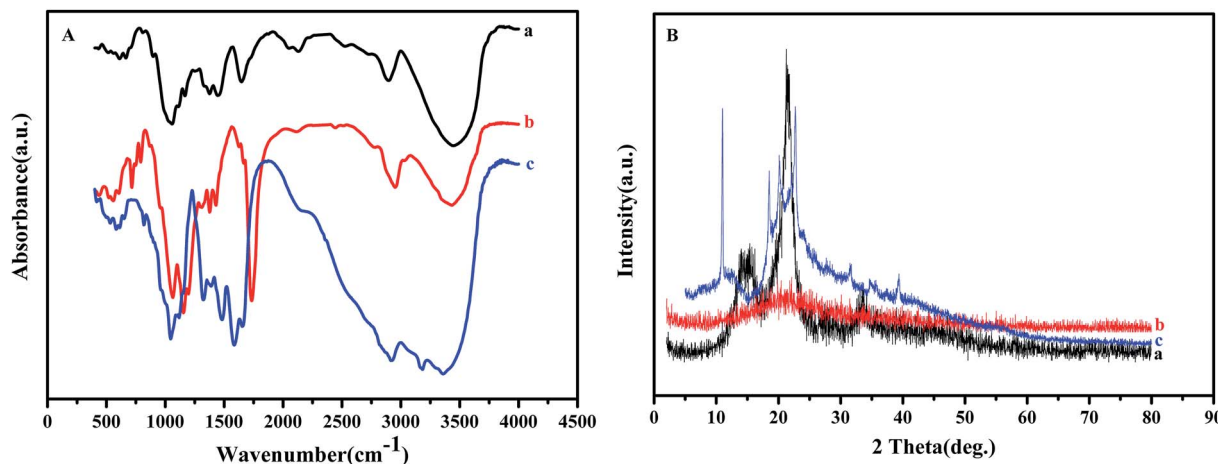 A
a
b
c
Absorbance(a.u.)
0 500 1000 1500 2000 2500 3000 3500 4000 4500
Wavenumber(cm-1)
B
b
c
a
Intensity(a.u.)
0 10 20 30 40 50 60 70 80 90
2 Theta(deg.)